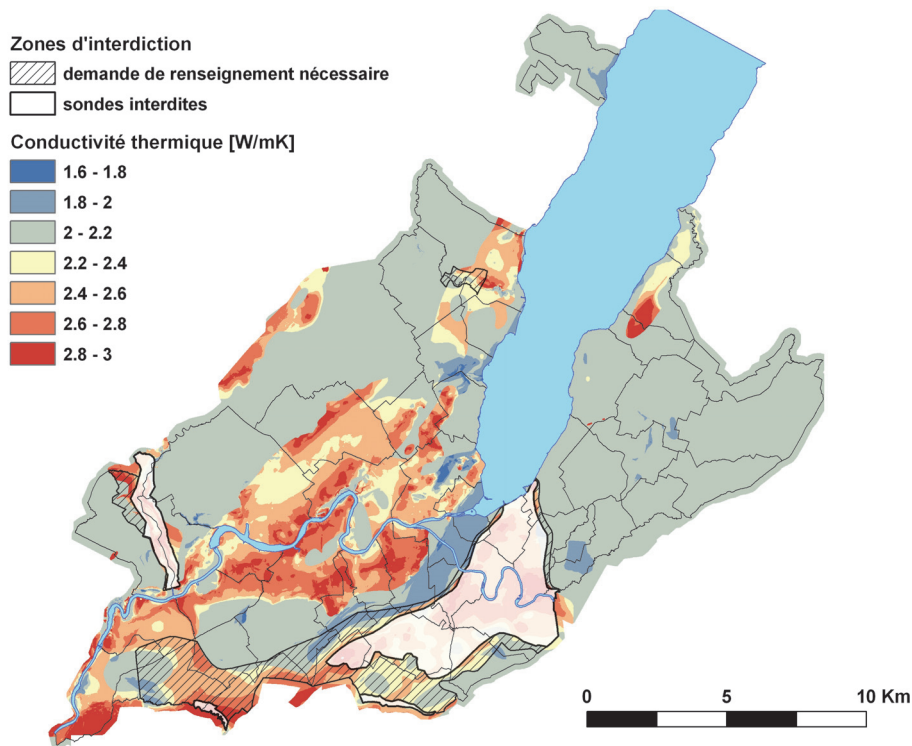 Zones d'interdiction
demande de renseignement nécessaire
sondes interdites
Conductivité thermique [W/mK]
1.6 - 1.8
1.8 - 2
2 - 2.2
2.2 - 2.4
2.4 - 2.6
2.6 - 2.8
2.8 - 3
0 5 10 Km